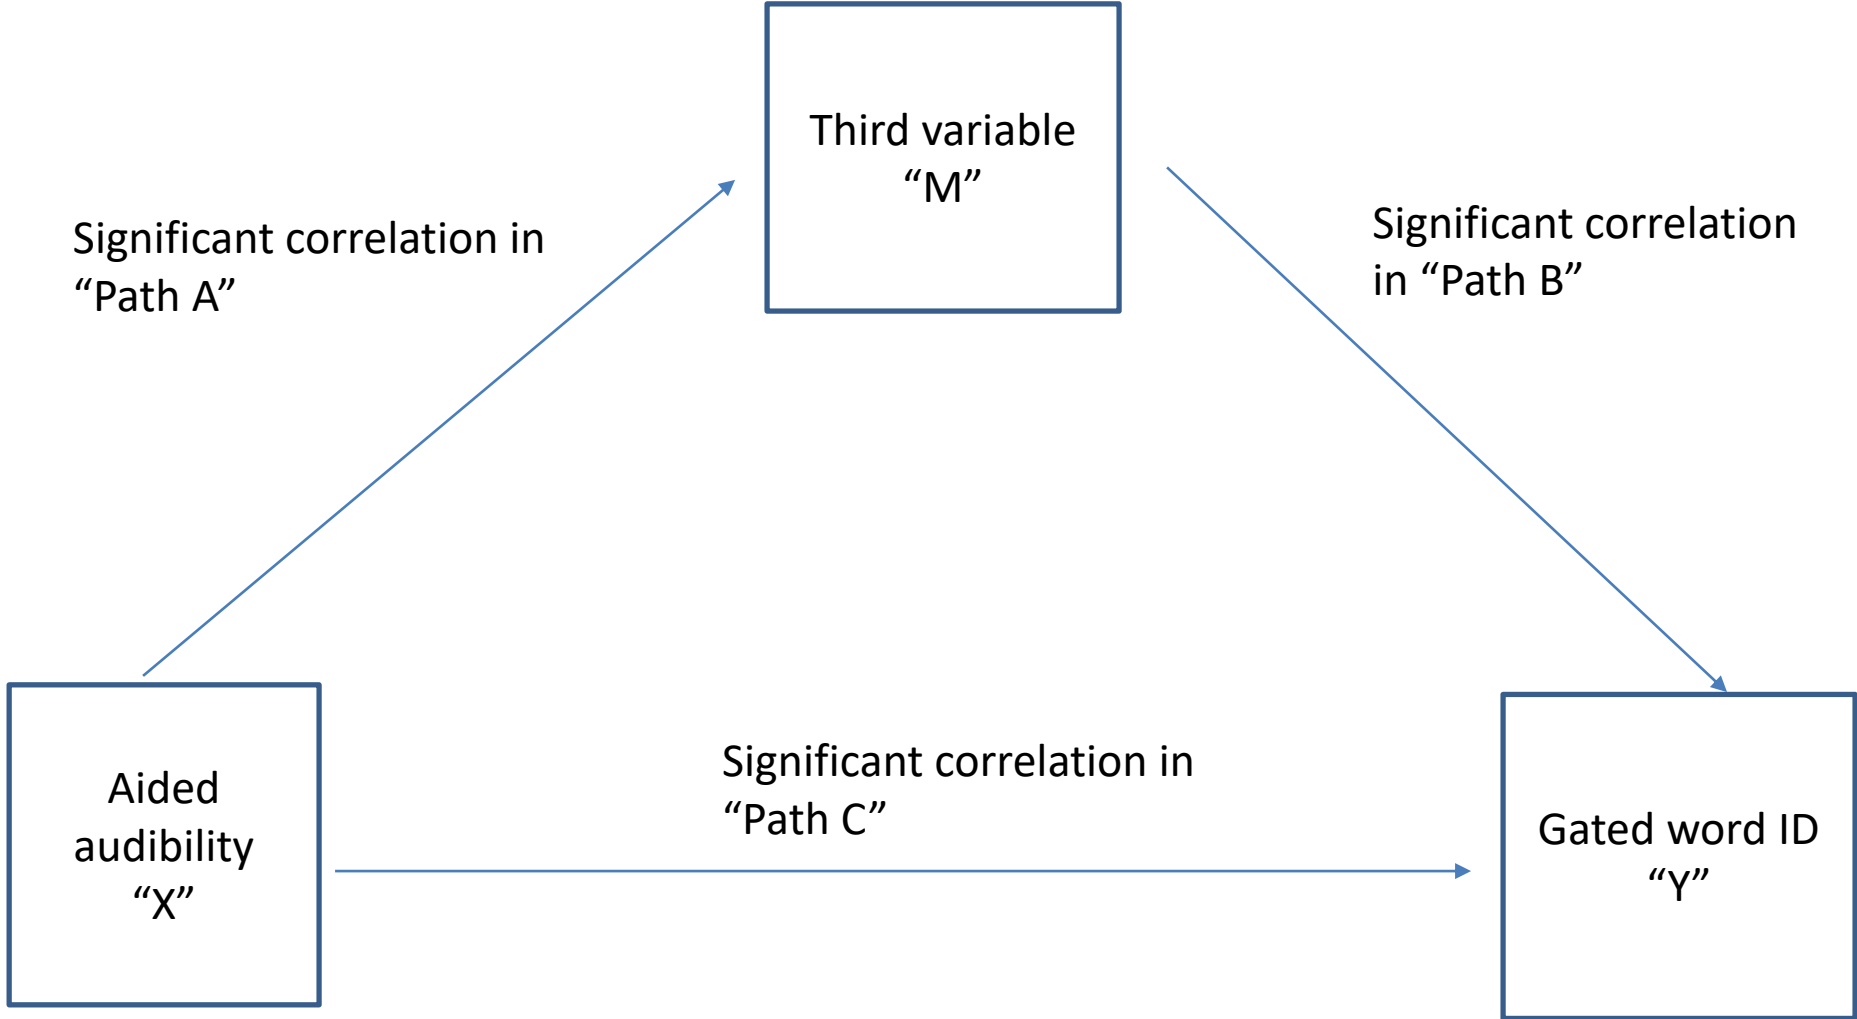 Third variable
“M”
Significant correlation in
“Path A”
Significant correlation
in “Path B”
Significant correlation in
“Path C”
Aided
audibility
“X”
Gated word ID
“Y”